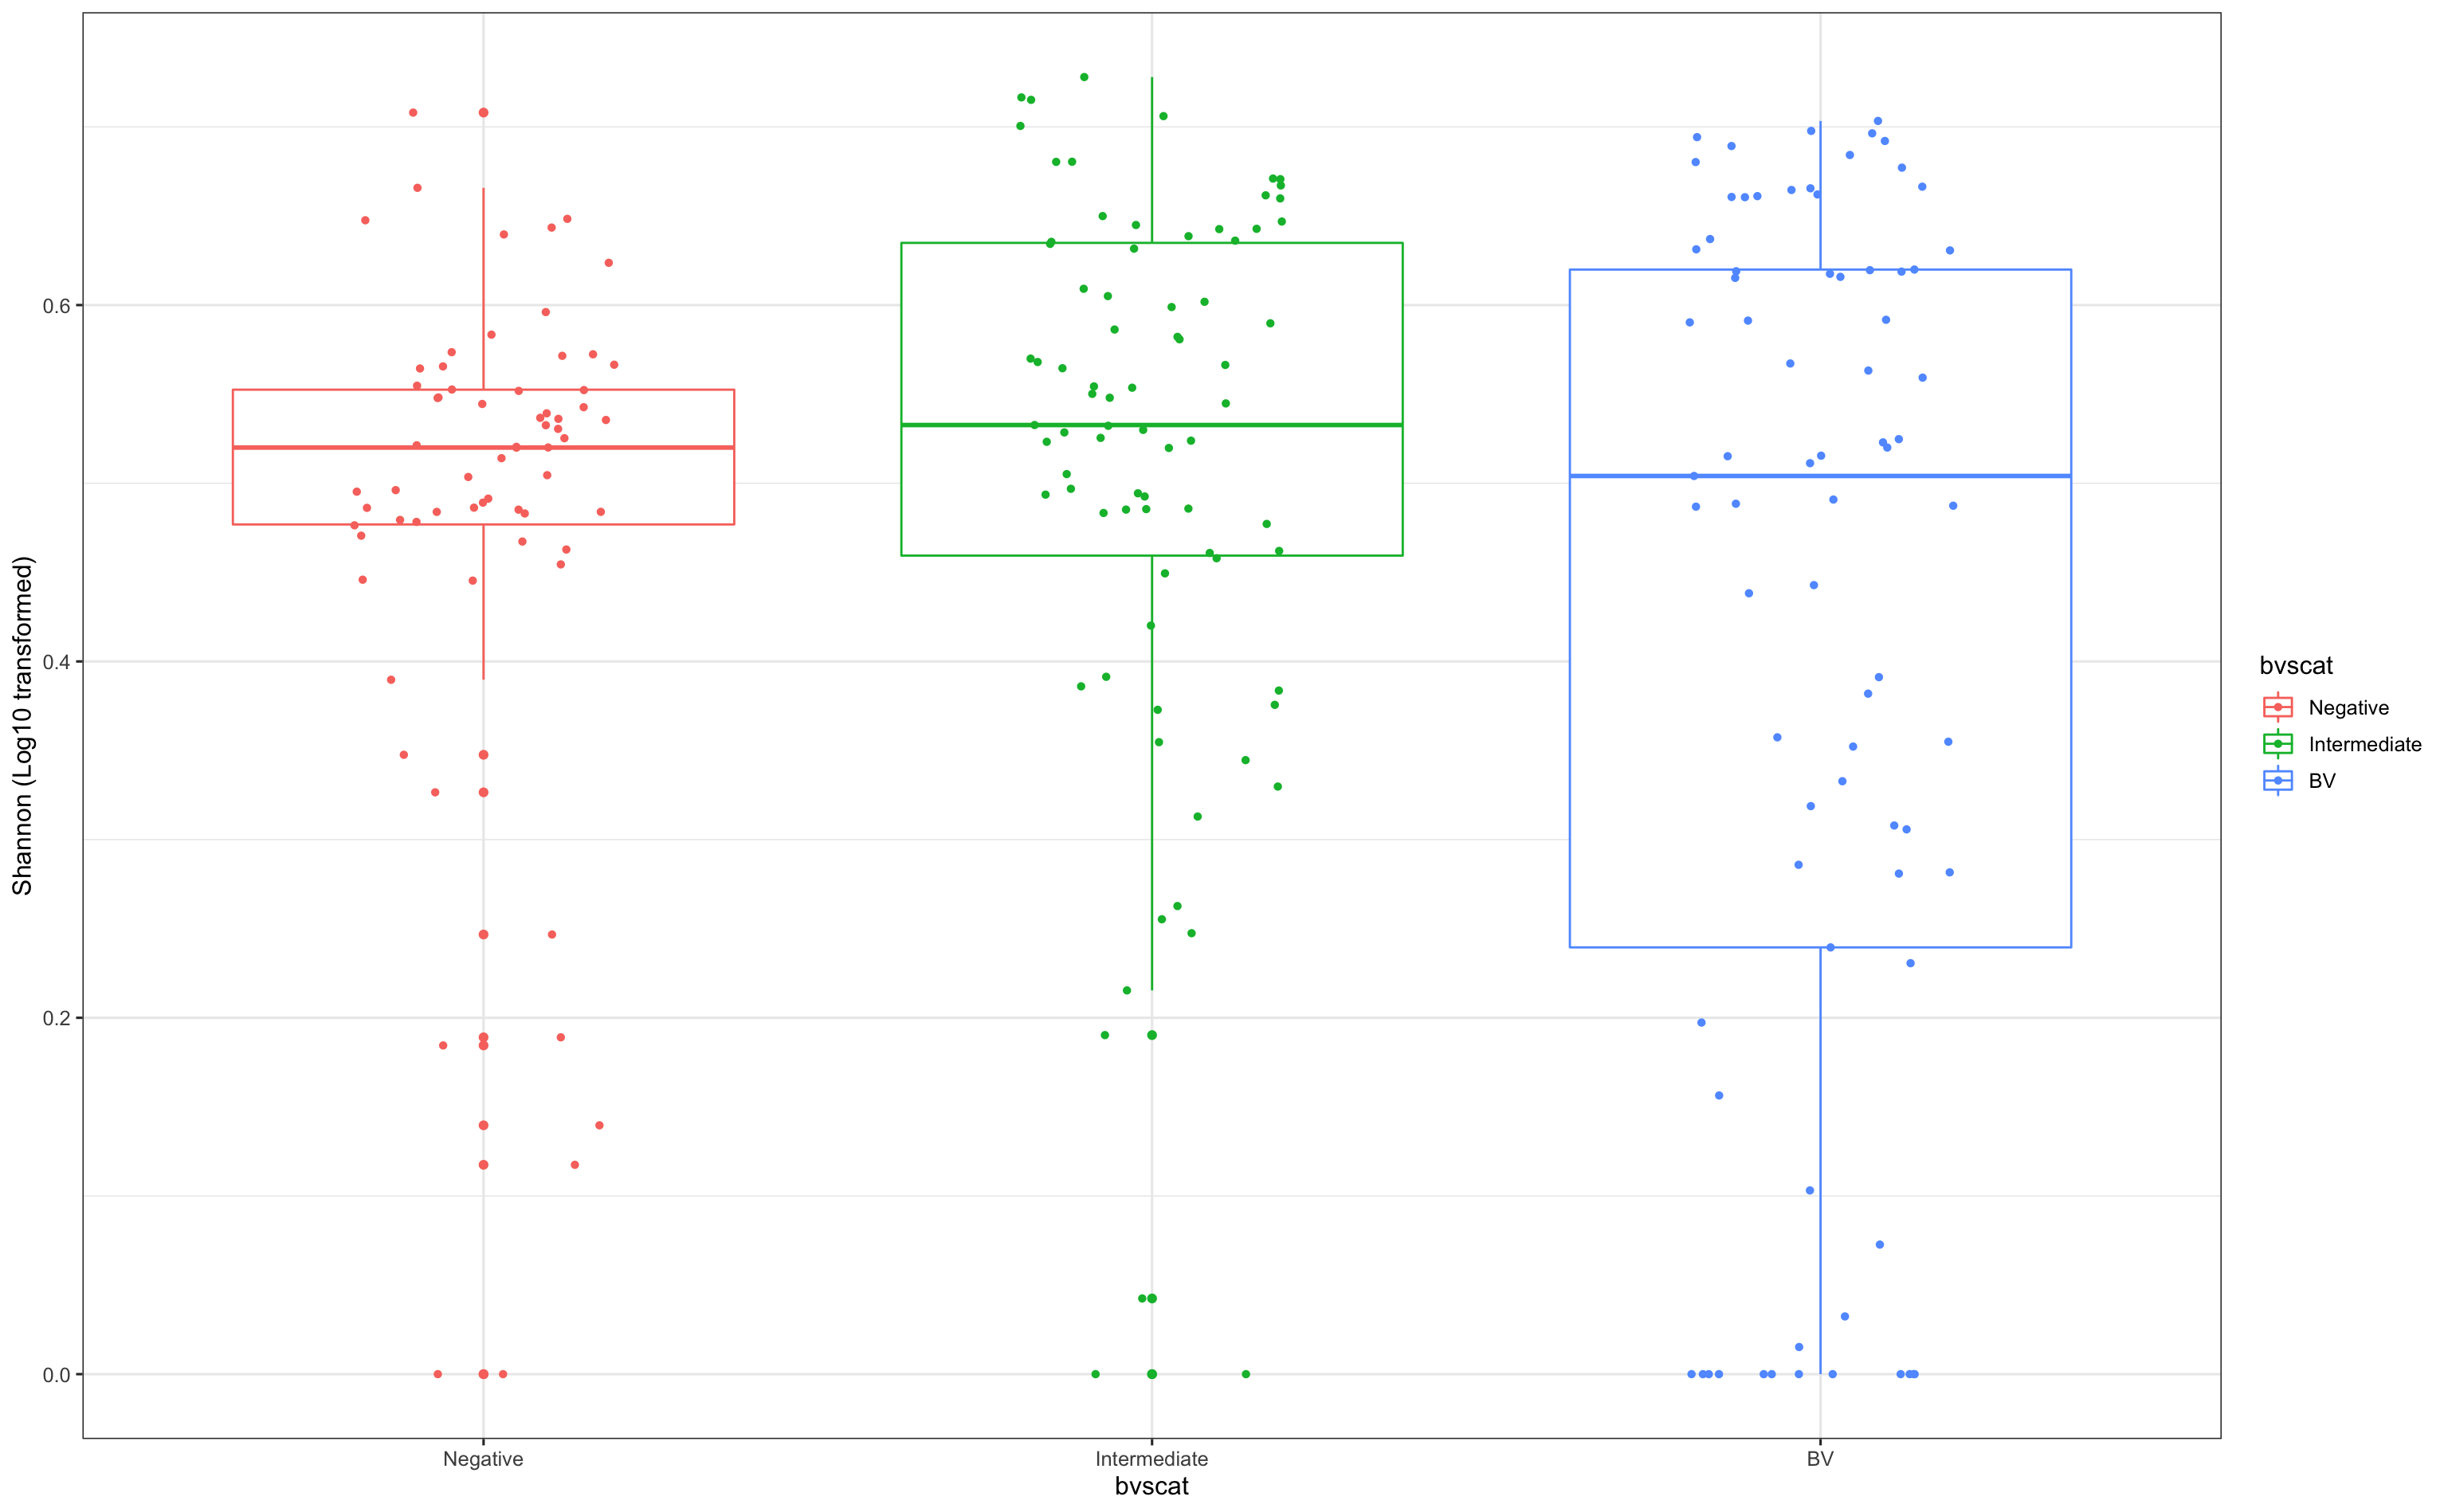 Shannon (Log10 transformed)
0.6
0.4
0.2
0.0
Negative
Intermediate
BV
bvscat
bvscat
Negative
Intermediate
BV